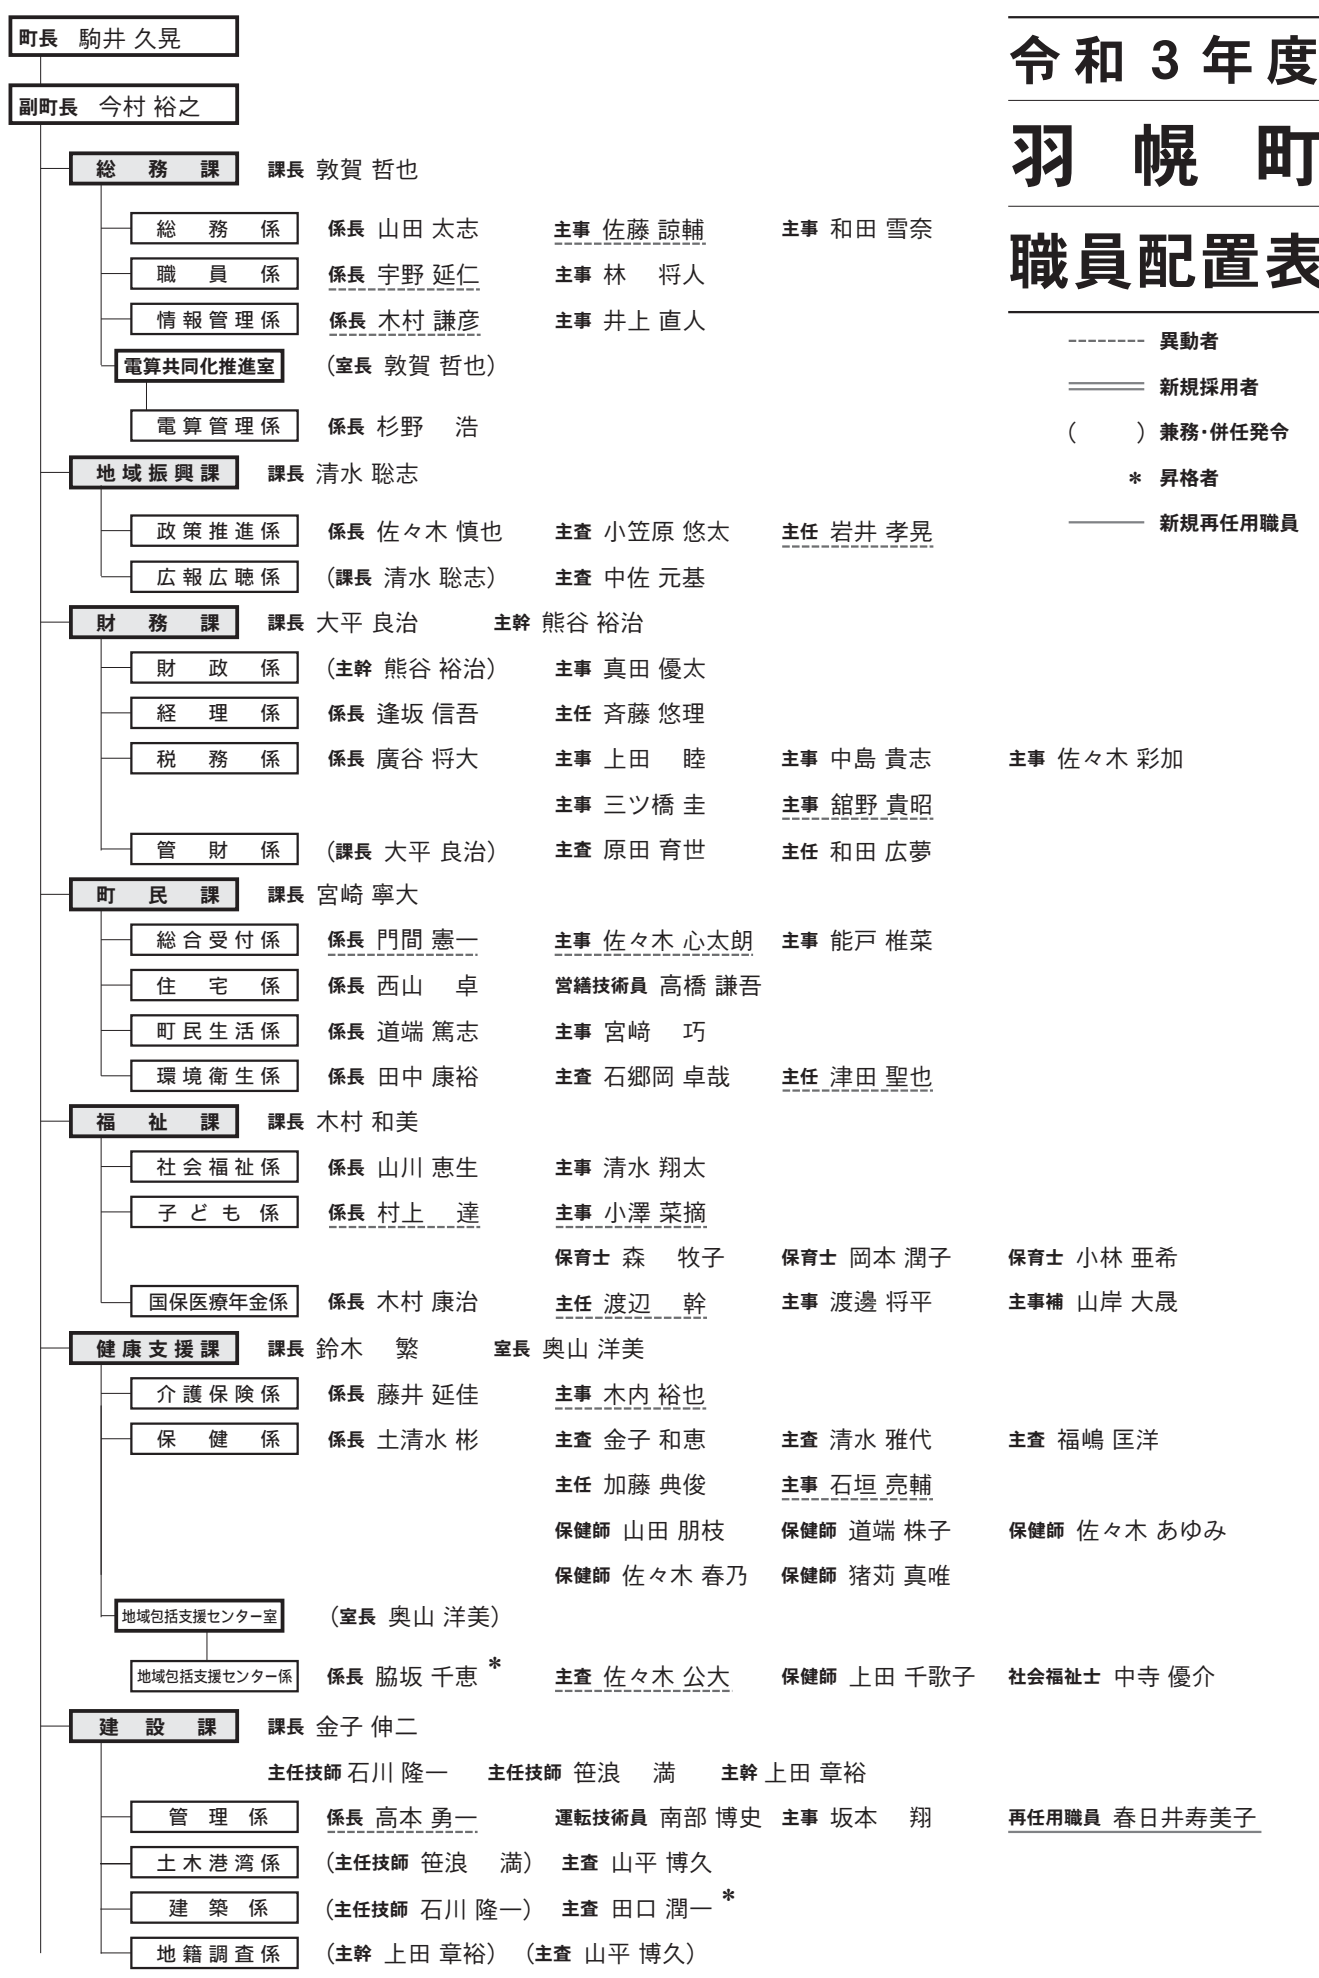 令和3年度
羽幌町
職員配置表
異動者
新規採用者
(　　) 兼務・併任発令
* 昇格者
新規再任用職員
町長 駒井 久晃
副町長 今村 裕之
総務課 課長 敦賀 哲也
総務係 係長 山田 太志 主事 佐藤 諒輔 主事 和田 雪奈
職員係 係長 宇野 延仁 主事 林 将人
情報管理係 係長 木村 謙彦 主事 井上 直人
電算共同化推進室 (室長 敦賀 哲也)
電算管理係 係長 杉野 浩
地域振興課 課長 清水 聡志
政策推進係 係長 佐々木 慎也 主査 小笠原 悠太 主任 岩井 孝晃
広報広聴係 (課長 清水 聡志) 主査 中佐 元基
財務課 課長 大平 良治 主幹 熊谷 裕治
財政係 (主幹 熊谷 裕治) 主事 真田 優太
経理係 係長 逢坂 信吾 主任 斉藤 悠理
税務係 係長 廣谷 将大 主事 上田 睦 主事 中島 貴志 主事 佐々木 彩加
主事 三ツ橋 圭 主事 舘野 貴昭
管財係 (課長 大平 良治) 主査 原田 育世 主任 和田 広夢
町民課 課長 宮崎 寧大
総合受付係 係長 門間 憲一 主事 佐々木 心太朗 主事 能戸 椎菜
住宅係 係長 西山 卓 営繕技術員 高橋 謙吾
町民生活係 係長 道端 篤志 主事 宮﨑 巧
環境衛生係 係長 田中 康裕 主査 石郷岡 卓哉 主任 津田 聖也
福祉課 課長 木村 和美
社会福祉係 係長 山川 恵生 主事 清水 翔太
子ども係 係長 村上 達 主事 小澤 菜摘
保育士 森 牧子 保育士 岡本 潤子 保育士 小林 亜希
国保医療年金係 係長 木村 康治 主任 渡辺 幹 主事 渡邊 将平 主事補 山岸 大晟
健康支援課 課長 鈴木 繁 室長 奥山 洋美
介護保険係 係長 藤井 延佳 主事 木内 裕也
保健係 係長 土清水 彬 主査 金子 和恵 主査 清水 雅代 主査 福嶋 匡洋
主任 加藤 典俊 主事 石垣 亮輔
保健師 山田 朋枝 保健師 道端 株子 保健師 佐々木 あゆみ
保健師 佐々木 春乃 保健師 猪苅 真唯
地域包括支援センター室 (室長 奥山 洋美)
地域包括支援センター係 係長 脇坂 千恵* 主査 佐々木 公大 保健師 上田 千歌子 社会福祉士 中寺 優介
建設課 課長 金子 伸二
主任技師 石川 隆一 主任技師 笹浪 満 主幹 上田 章裕
管理係 係長 高本 勇一 運転技術員 南部 博史 主事 坂本 翔 再任用職員 春日井寿美子
土木港湾係 (主任技師 笹浪 満) 主査 山平 博久
建築係 (主任技師 石川 隆一) 主査 田口 潤一*
地籍調査係 (主幹 上田 章裕) (主査 山平 博久)